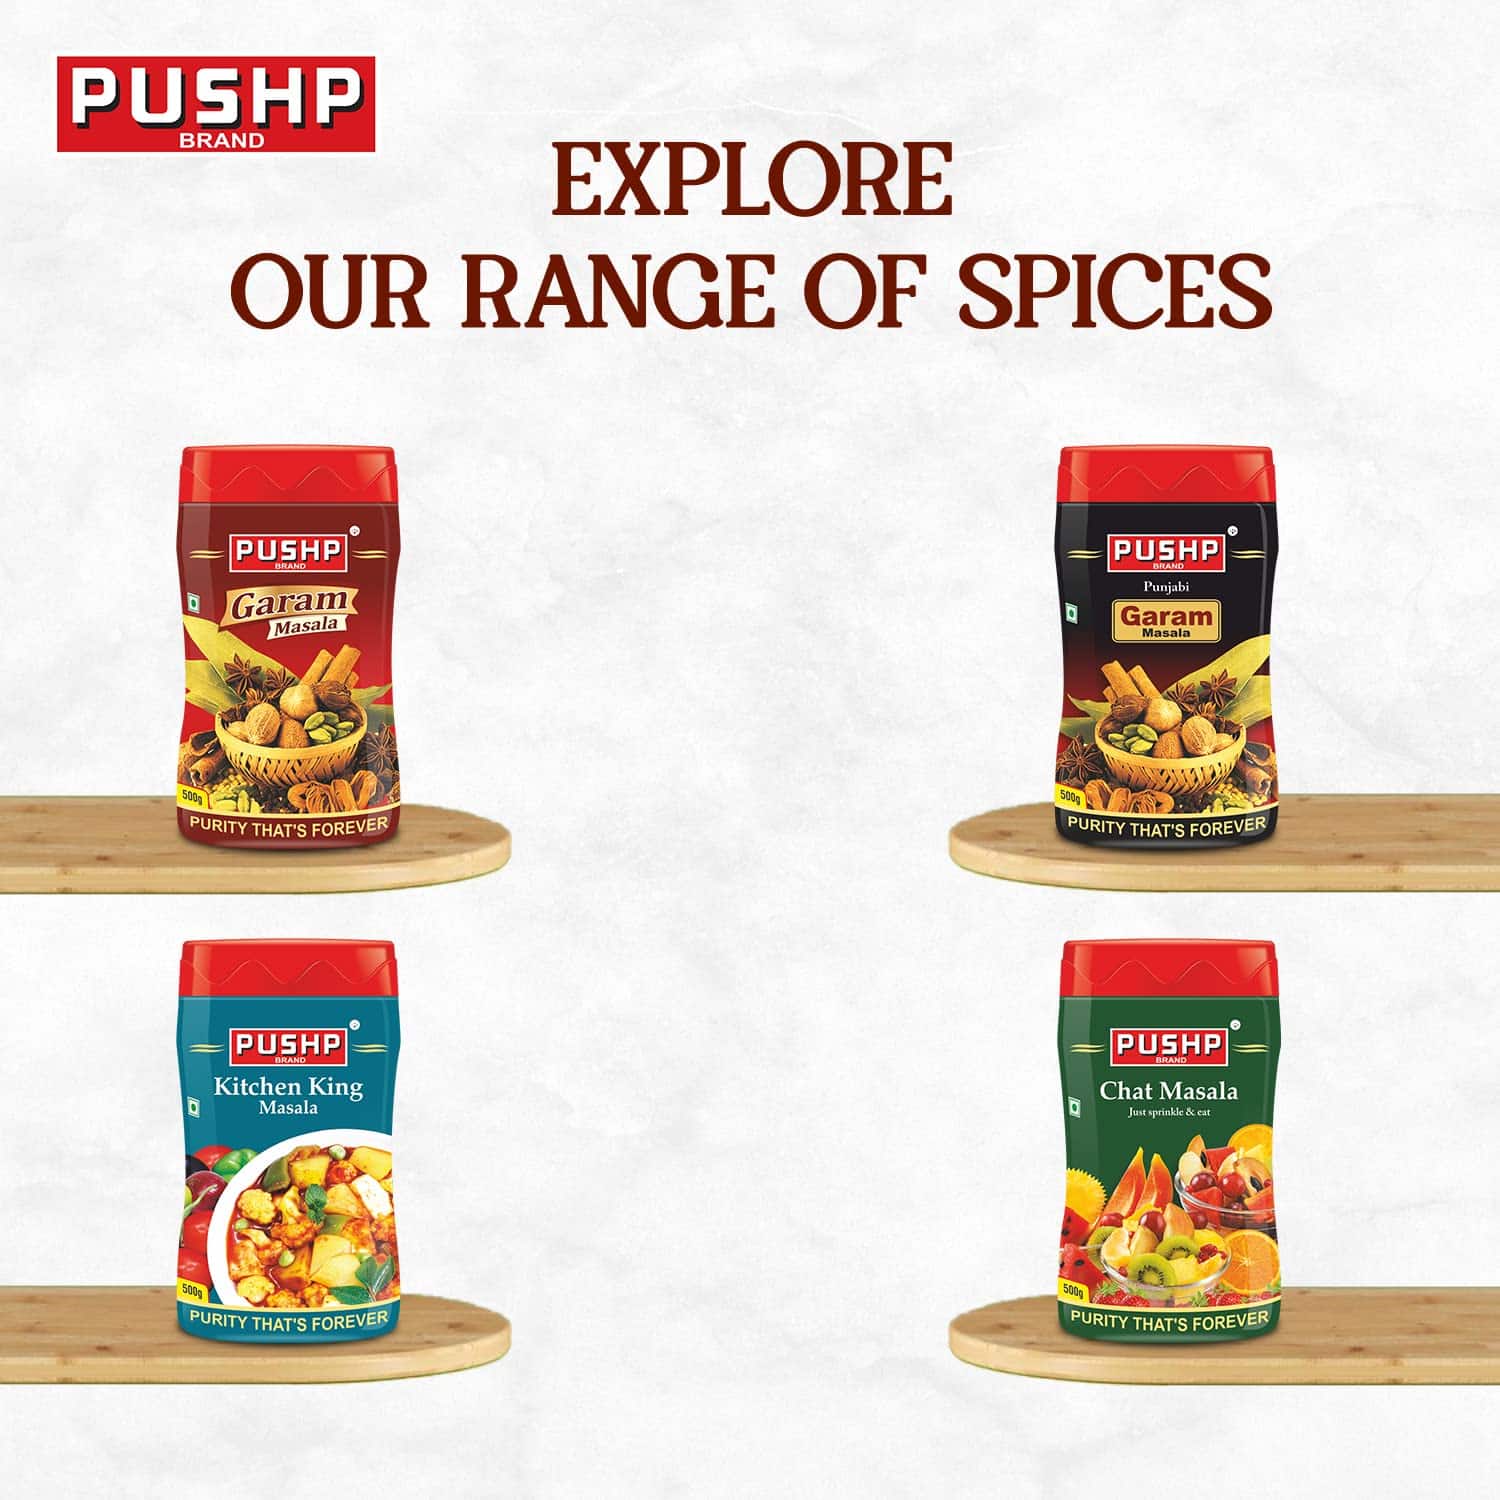 PUSHP
BRAND
EXPLORE
OUR RANGE OF SPICES
PUSHP
BRAND
Garam
Masala
500g
PURITY THAT'S FOREVER
PUSHP
BRAND
Punjabi
Garam
Masala
500g
PURITY THAT'S FOREVER
PUSHP
BRAND
Kitchen King
Masala
500g
PURITY THAT'S FOREVER
PUSHP
BRAND
Chat Masala
Just sprinkle & eat
500g
PURITY THAT'S FOREVER